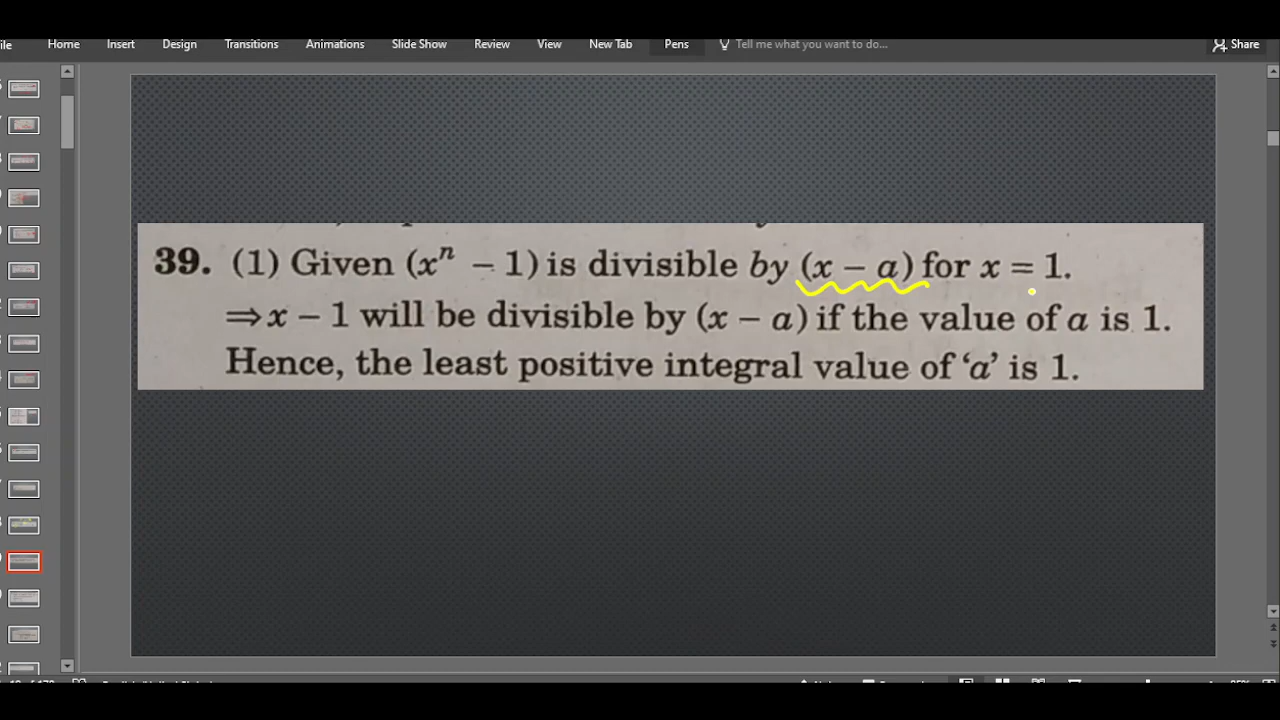 Home Insert Design Transitions Animations Slide Show Review View New Tab Pens Tell me what you want to do... Share
39. (1) Given (xⁿ – 1) is divisible by (x – a) for x = 1.
⇒ x – 1 will be divisible by (x – a) if the value of a is 1.
Hence, the least positive integral value of ‘a’ is 1.